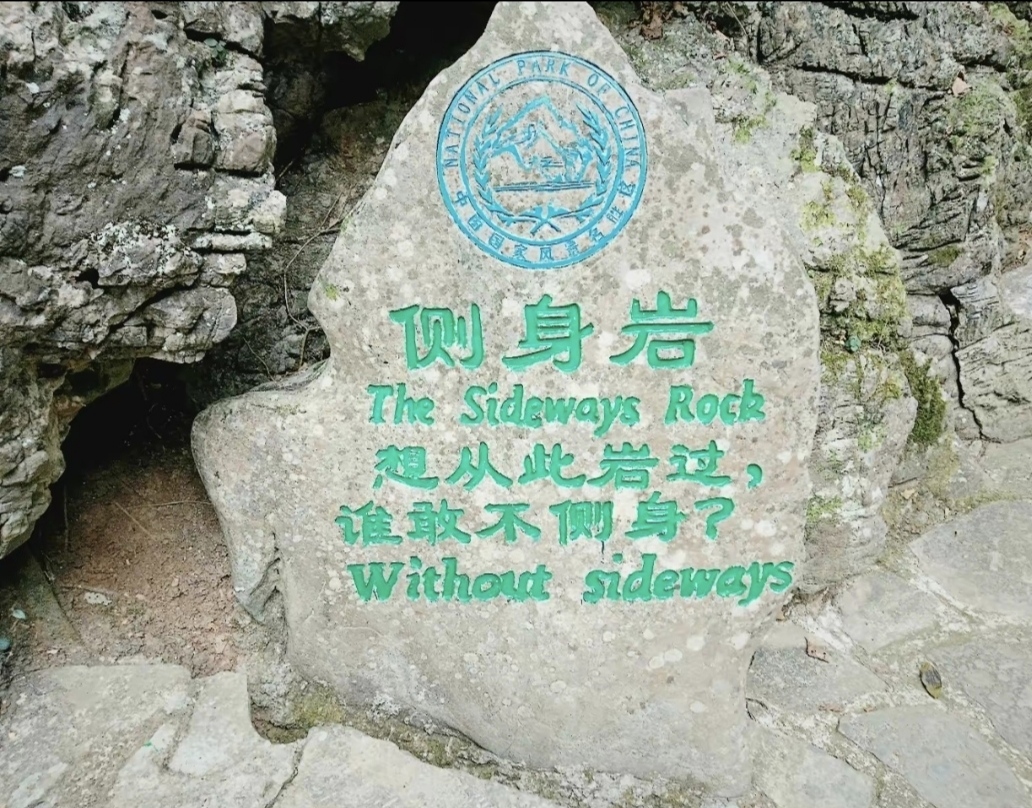 NATIONAL PARK OF CHINA
中国国家风景名胜区
侧身岩
The Sideways Rock
想从此岩过，
谁敢不侧身？
Without sideways